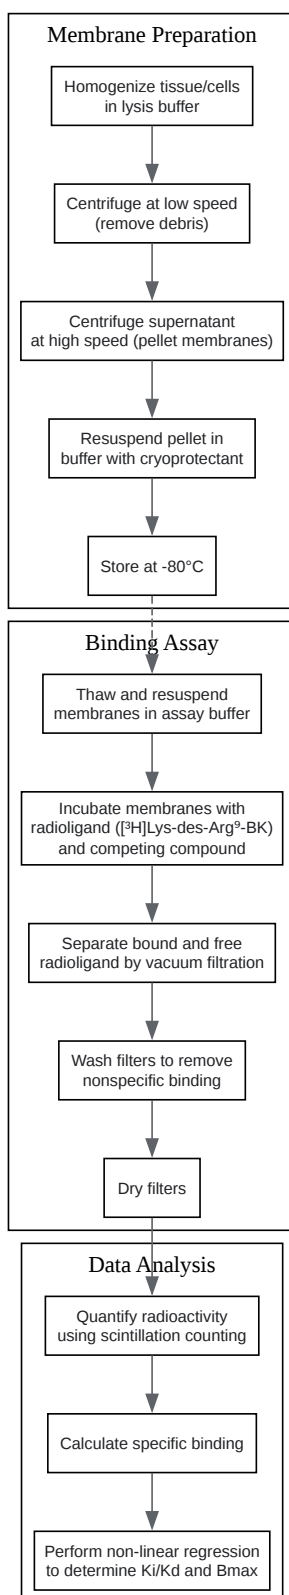 Membrane Preparation
Homogenize tissue/cells
in lysis buffer
Centrifuge at low speed
(remove debris)
Centrifuge supernatant
at high speed (pellet membranes)
Resuspend pellet in
buffer with cryoprotectant
Store at -80°C
Binding Assay
Thaw and resuspend
membranes in assay buffer
Incubate membranes with
radioligand ([³H]Lys-des-Arg⁹-BK)
and competing compound
Separate bound and free
radioligand by vacuum filtration
Wash filters to remove
nonspecific binding
Dry filters
Data Analysis
Quantify radioactivity
using scintillation counting
Calculate specific binding
Perform non-linear regression
to determine Ki/Kd and Bmax